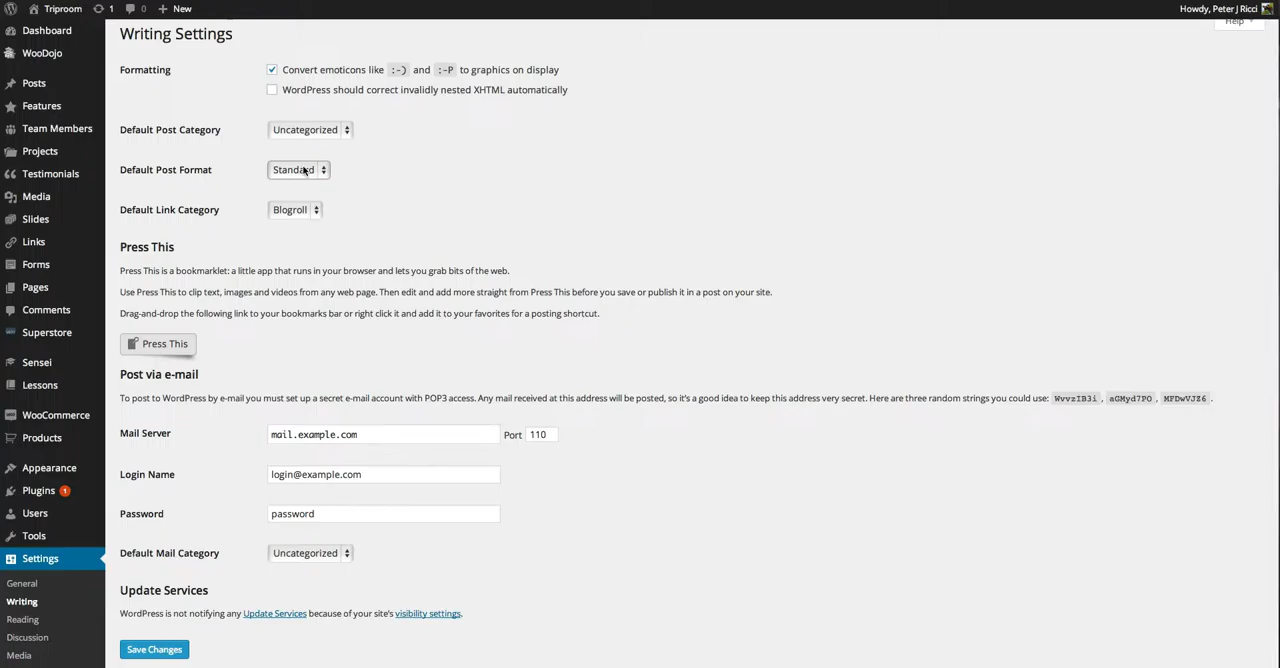 Triproom 1 0 New Howdy, Peter J Ricci
Help
Dashboard
WooDojo
Posts
Features
Team Members
Projects
Testimonials
Media
Slides
Links
Forms
Pages
Comments
Superstore
Sensei
Lessons
WooCommerce
Products
Appearance
Plugins 1
Users
Tools
Settings
General
Writing
Reading
Discussion
Media
Writing Settings
Formatting
Convert emoticons like :-) and :-P to graphics on display
WordPress should correct invalidly nested XHTML automatically
Default Post Category Uncategorized
Default Post Format Standard
Default Link Category Blogroll
Press This
Press This is a bookmarklet: a little app that runs in your browser and lets you grab bits of the web.
Use Press This to clip text, images and videos from any web page. Then edit and add more straight from Press This before you save or publish it in a post on your site.
Drag-and-drop the following link to your bookmarks bar or right click it and add it to your favorites for a posting shortcut.
Press This
Post via e-mail
To post to WordPress by e-mail you must set up a secret e-mail account with POP3 access. Any mail received at this address will be posted, so it's a good idea to keep this address very secret. Here are three random strings you could use: WvvzIB3i , aGMyd7PO , MFDwVJZ6 .
Mail Server mail.example.com Port 110
Login Name login@example.com
Password password
Default Mail Category Uncategorized
Update Services
WordPress is not notifying any Update Services because of your site's visibility settings.
Save Changes